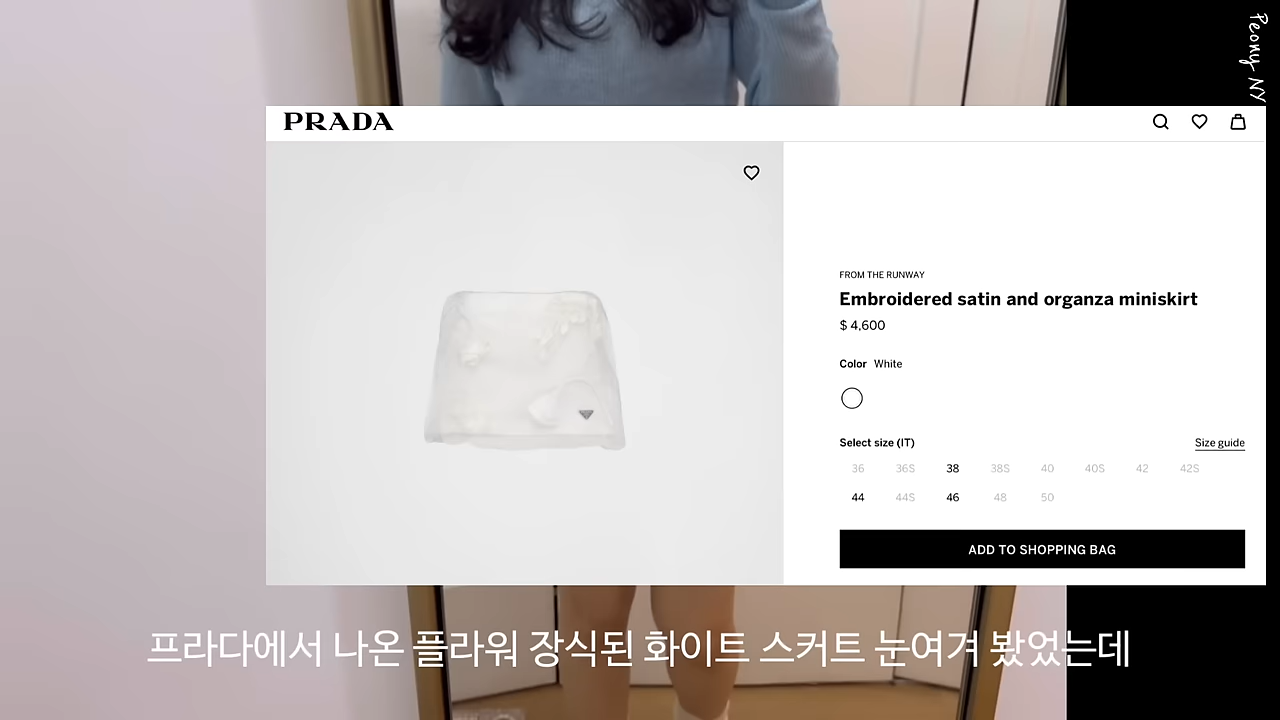 Peony NY
PRADA
FROM THE RUNWAY
Embroidered satin and organza miniskirt
$ 4,600
Color White
Select size (IT) Size guide
36 36S 38 38S 40 40S 42 42S
44 44S 46 48 50
ADD TO SHOPPING BAG
프라다에서 나온 플라워 장식된 화이트 스커트 눈여겨 봤었는데